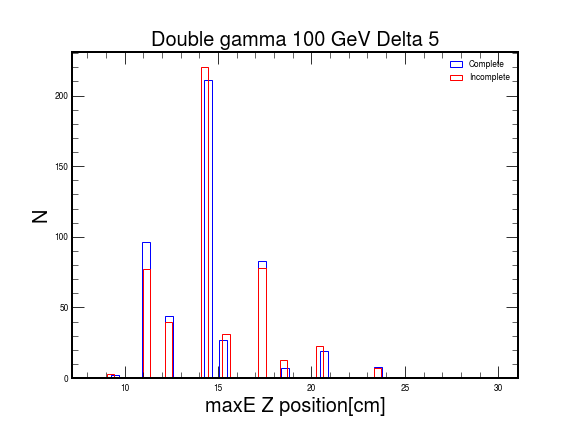 Double gamma 100 GeV Delta 5
Complete
Incomplete
200
150
100
50
0
N
10 15 20 25 30
maxE Z position[cm]